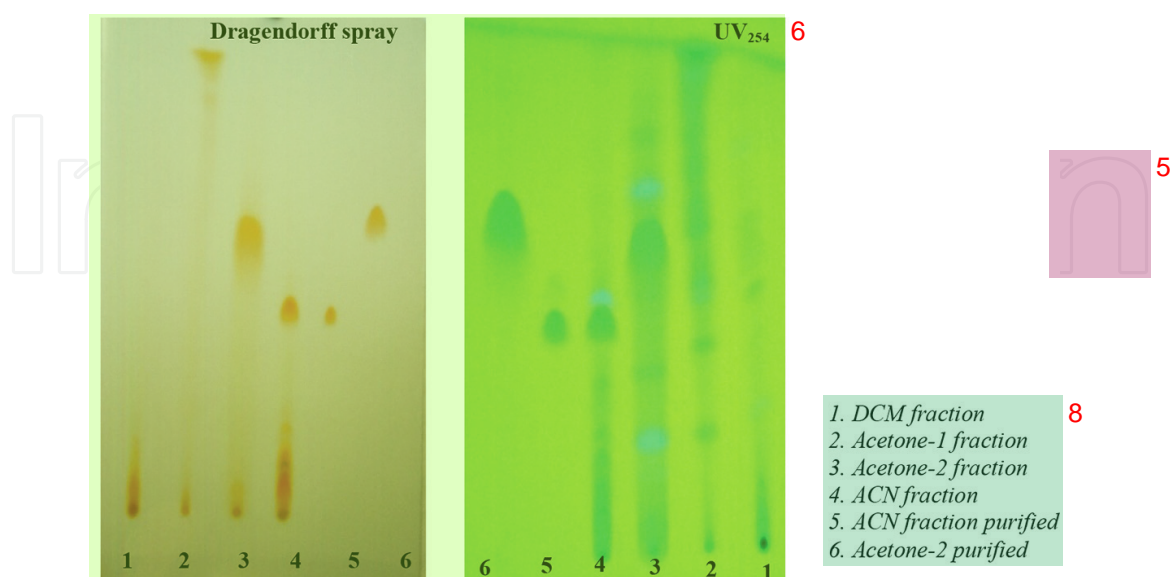 Dragendorff spray
UV₂₅₄
6
5
1 2 3 4 5 6
6 5 4 3 2 1
8
1. DCM fraction
2. Acetone-1 fraction
3. Acetone-2 fraction
4. ACN fraction
5. ACN fraction purified
6. Acetone-2 purified